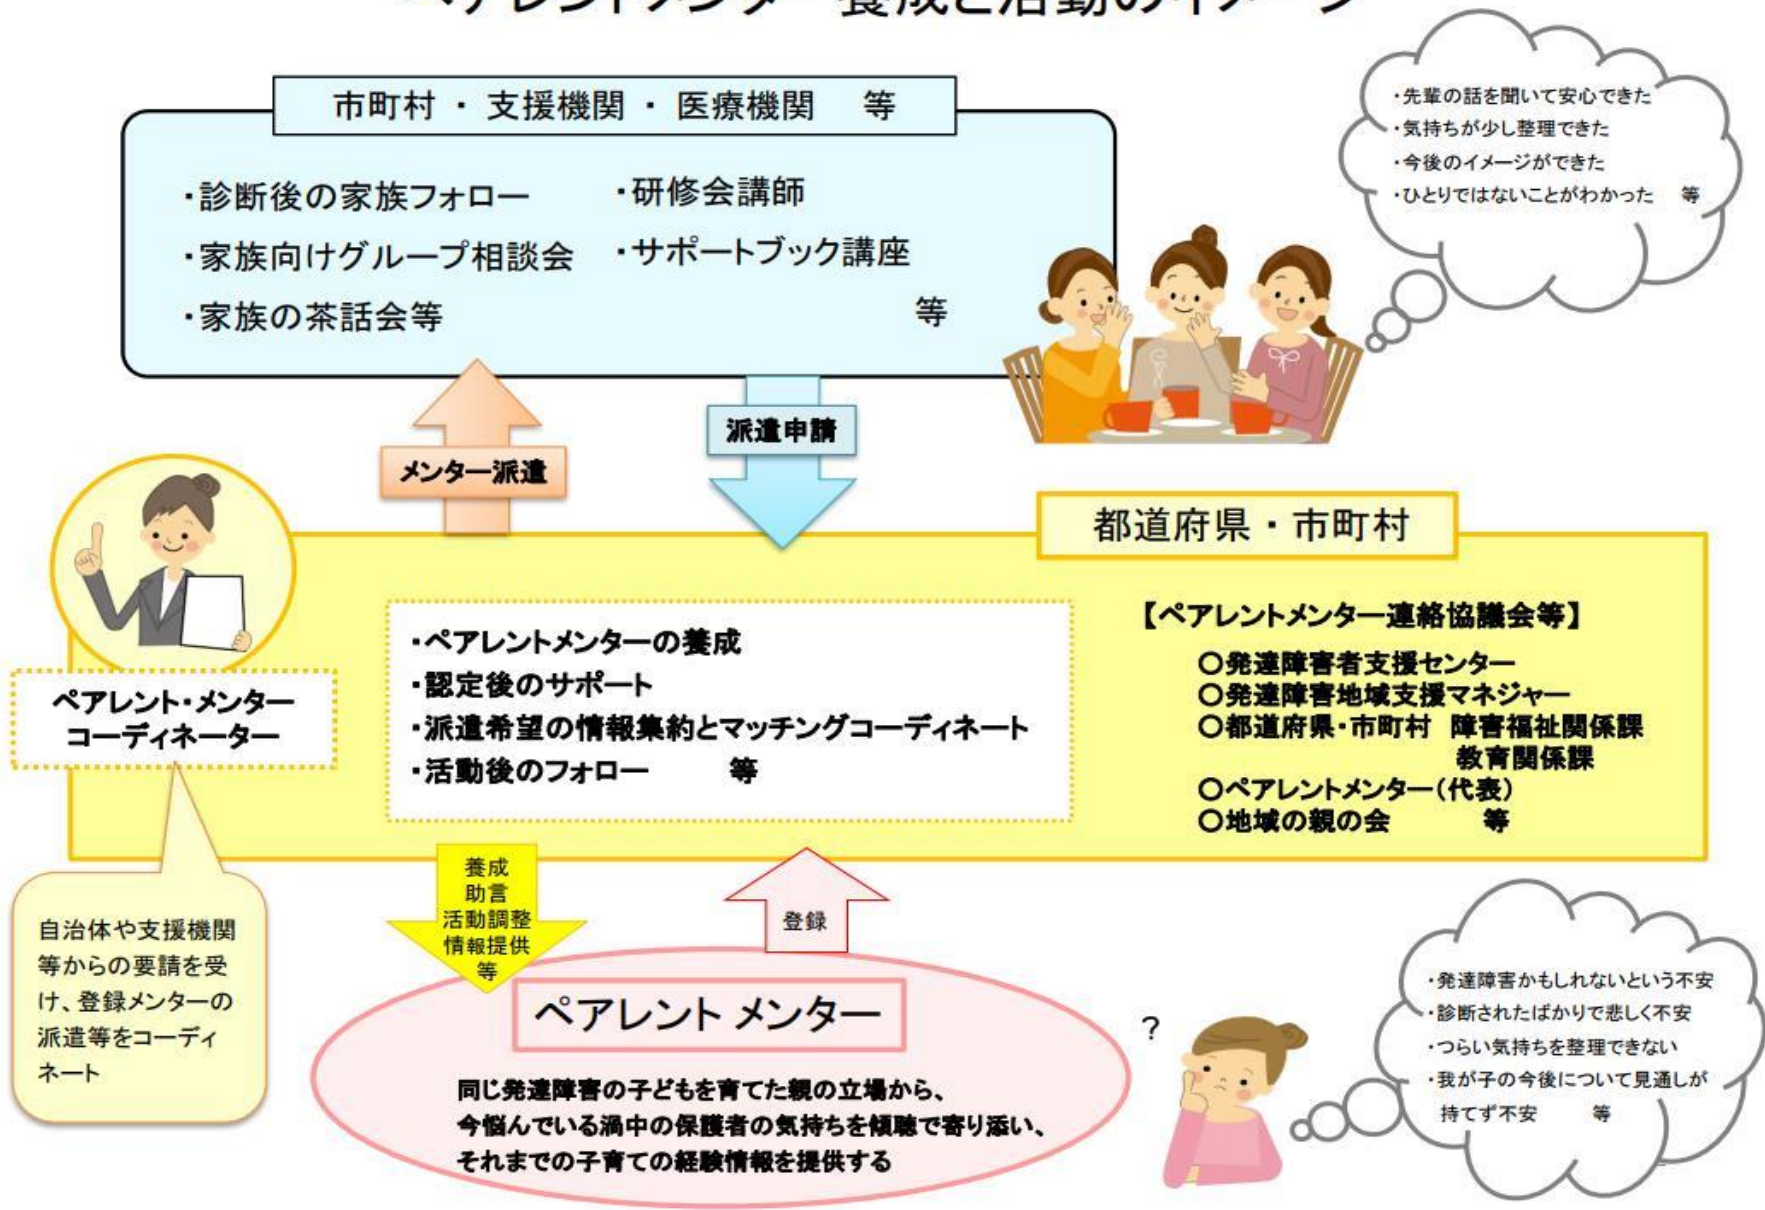 ペアレントメンター養成と活動のイメージ
市町村 ・ 支援機関 ・ 医療機関 等
・診断後の家族フォロー
・家族向けグループ相談会
・家族の茶話会等
・研修会講師
・サポートブック講座
等
・先輩の話を聞いて安心できた
・気持ちが少し整理できた
・今後のイメージができた
・ひとりではないことがわかった 等
メンター派遣
派遣申請
都道府県・市町村
ペアレント・メンター
コーディネーター
・ペアレントメンターの養成
・認定後のサポート
・派遣希望の情報集約とマッチングコーディネート
・活動後のフォロー 等
【ペアレントメンター連絡協議会等】
○発達障害者支援センター
○発達障害地域支援マネジャー
○都道府県・市町村 障害福祉関係課
教育関係課
○ペアレントメンター(代表)
○地域の親の会 等
自治体や支援機関
等からの要請を受
け、登録メンターの
派遣等をコーディ
ネート
養成
助言
活動調整
情報提供
等
登録
ペアレントメンター
同じ発達障害の子どもを育てた親の立場から、
今悩んでいる渦中の保護者の気持ちを傾聴で寄り添い、
それまでの子育ての経験情報を提供する
?
・発達障害かもしれないという不安
・診断されたばかりで悲しく不安
・つらい気持ちを整理できない
・我が子の今後について見通しが
持てず不安 等